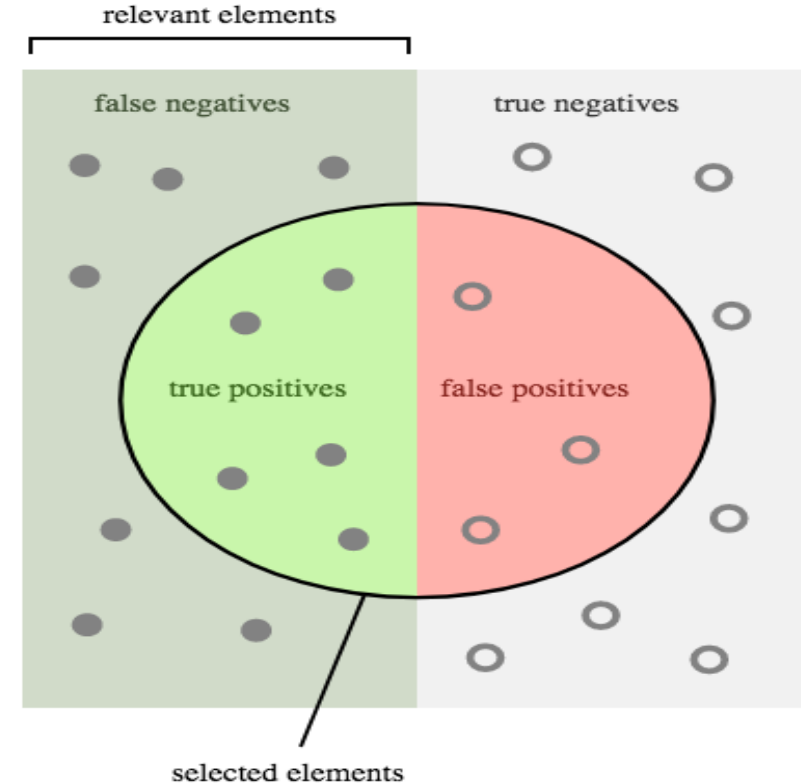 relevant elements
false negatives
true negatives
true positives
false positives
selected elements